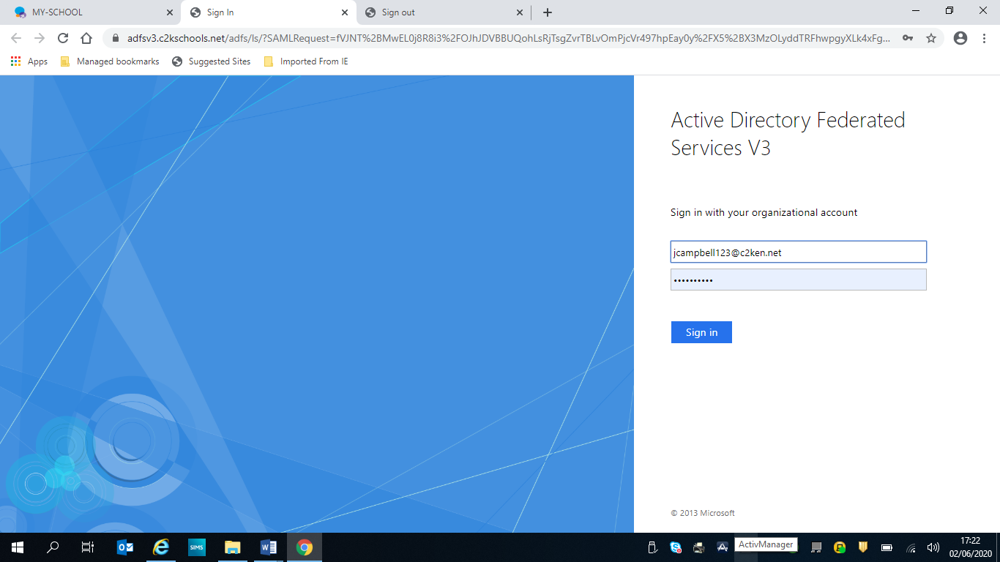 MY-SCHOOL
Sign In
Sign out
adfsv3.c2kschools.net/adfs/ls/?SAMLRequest=fVJNT%2BMwEL0j8R8i3%2FOJhJDVBBUQohLsRjTsgZvrTBLvOmPjcVr497hpEay0y%2FX5%2BX3MzOLyddTRFhwpgyXLk4xFg...
Apps
Managed bookmarks
Suggested Sites
Imported From IE
Active Directory Federated
Services V3
Sign in with your organizational account
jcampbell123@c2ken.net
••••••••••
Sign in
© 2013 Microsoft
SIMS
ActivManager
17:22
02/06/2020